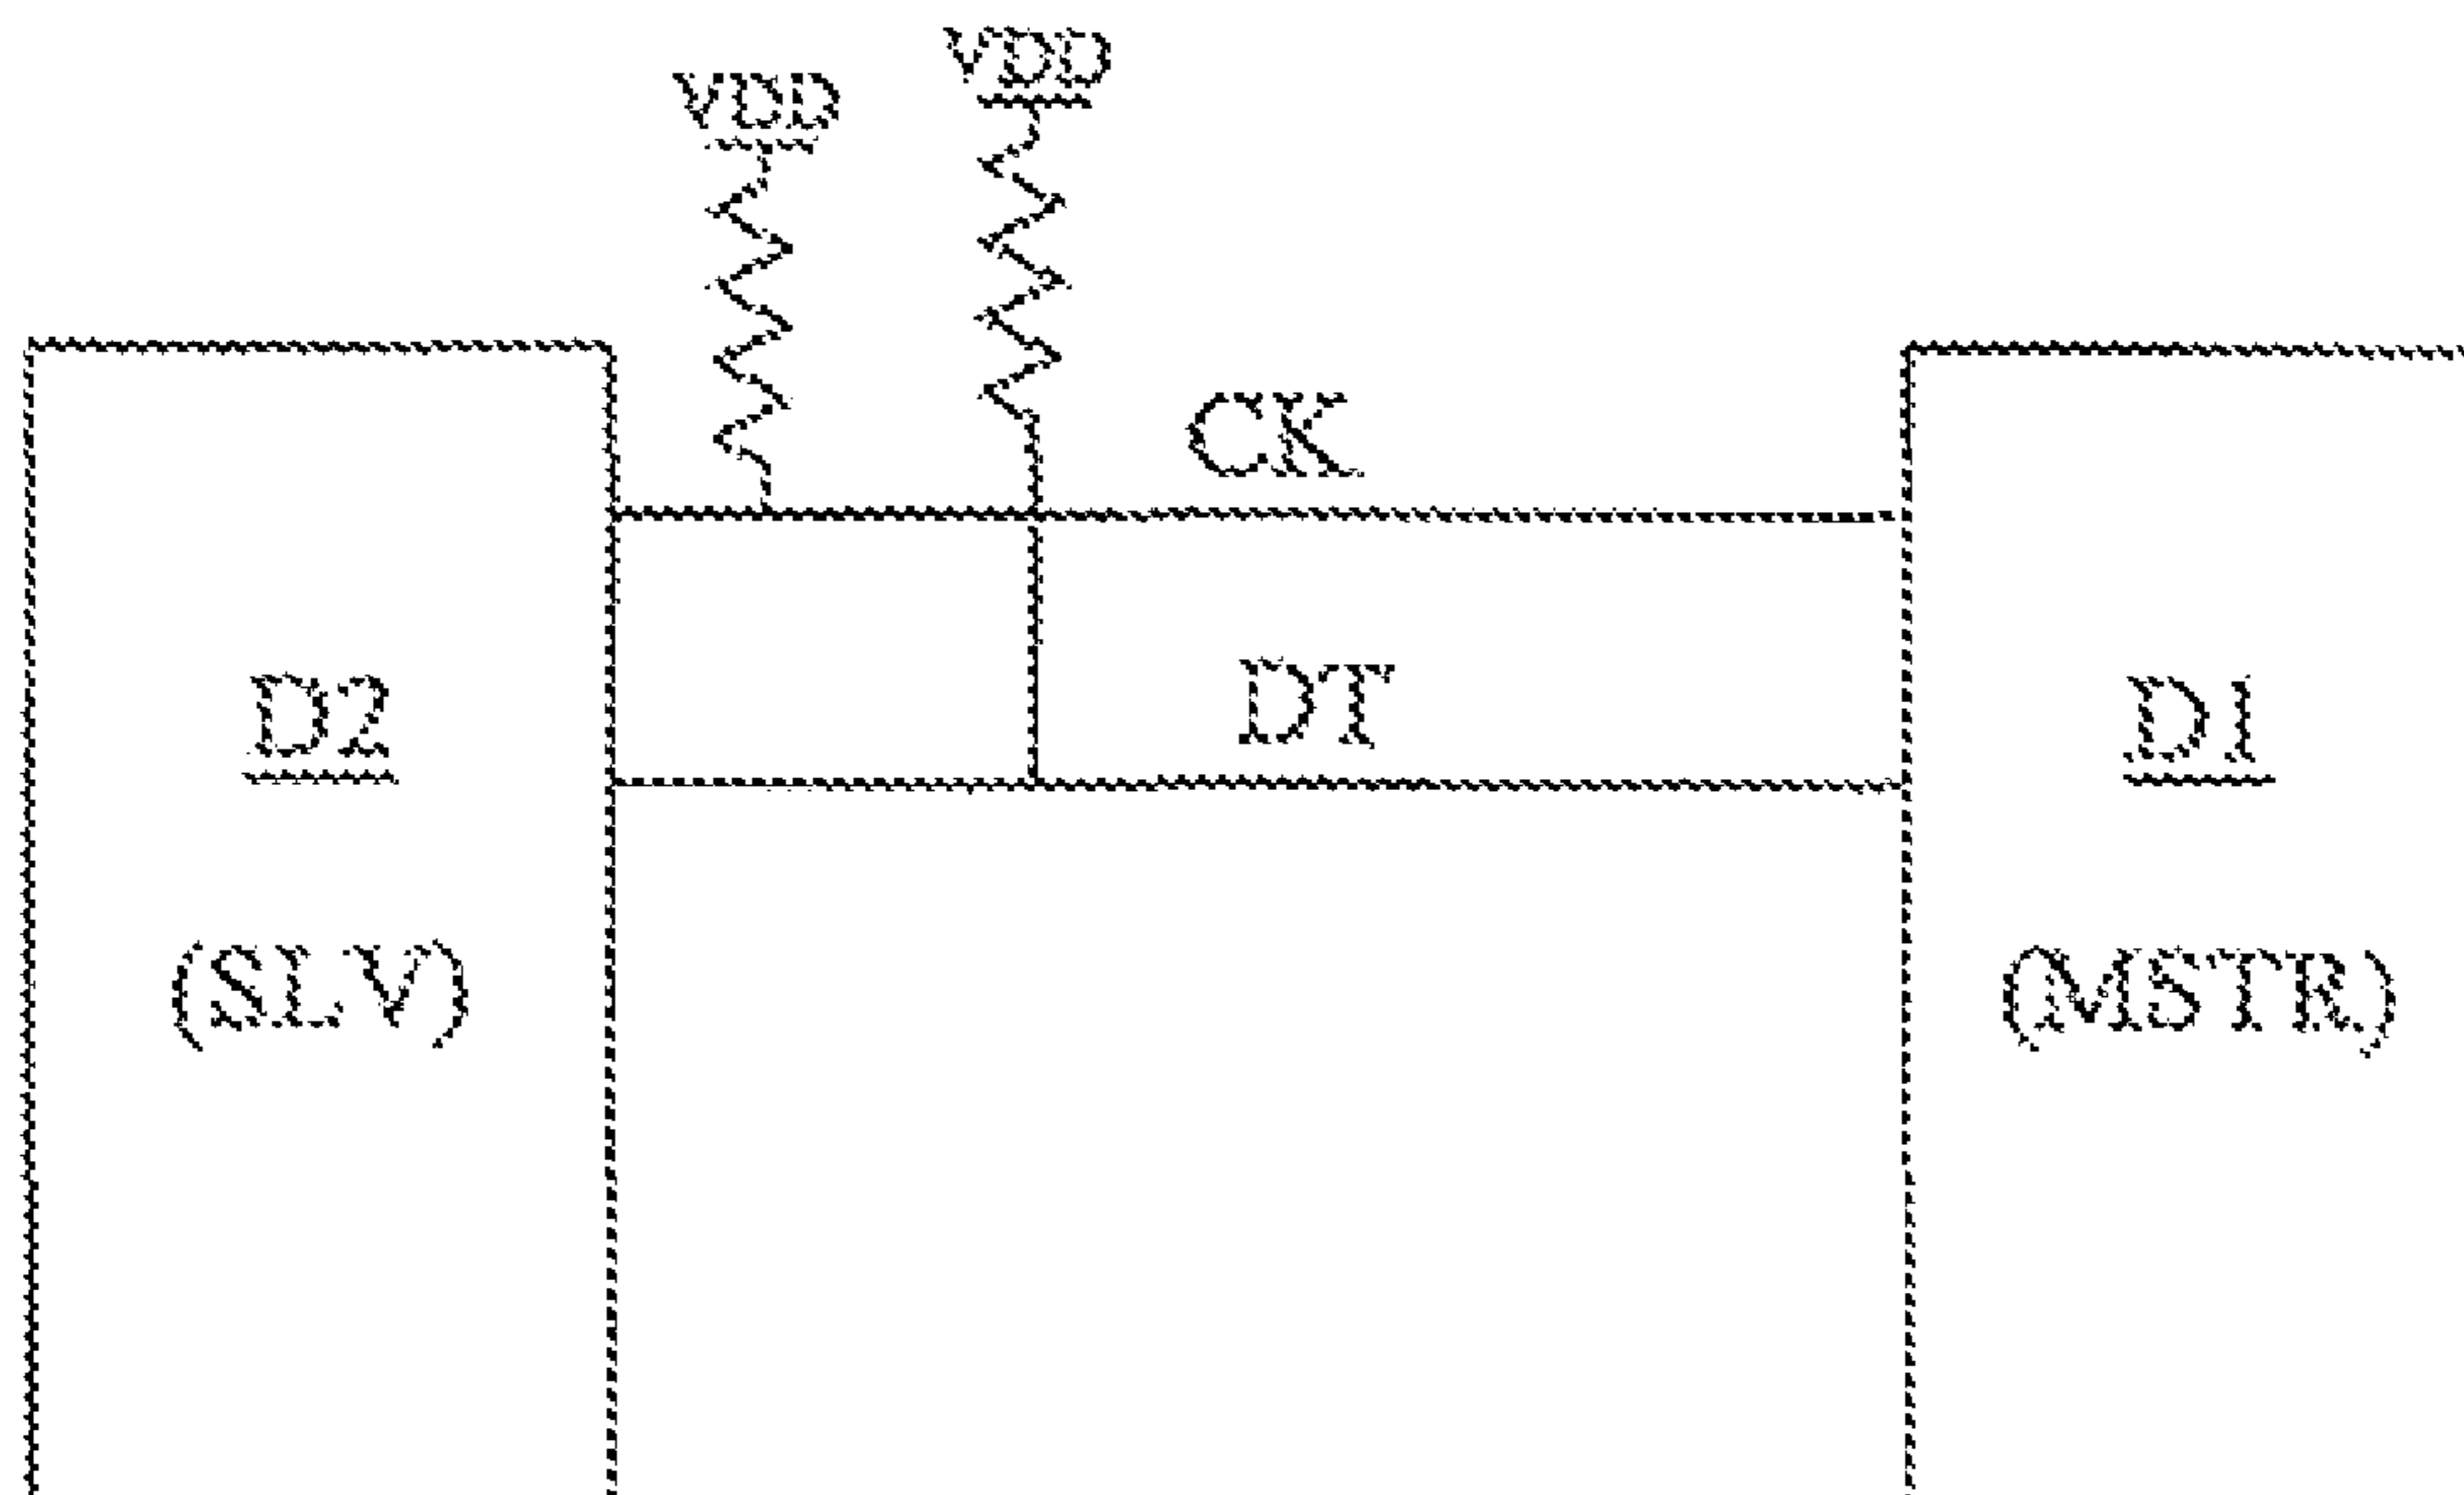 VDD
VDD
CK
D2
DT
D1
(SLV)
(MSTR)